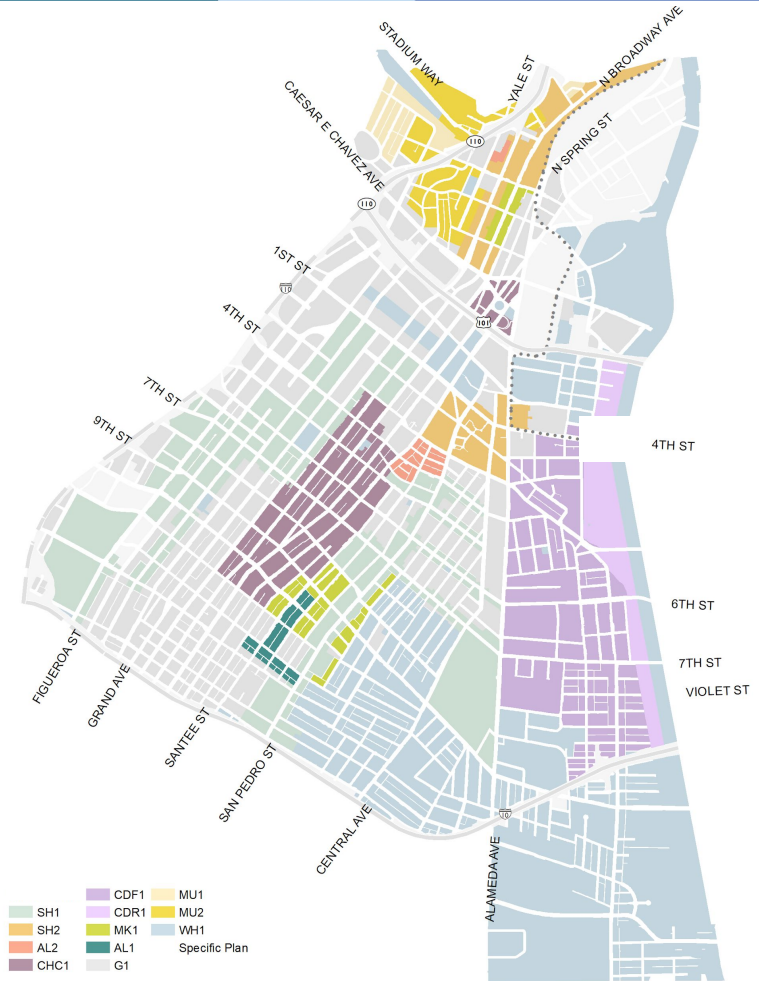 STADIUM WAY
YALE ST
N BROADWAY AVE
CAESAR E CHAVEZ AVE
110
N SPRING ST
110
1ST ST
110
4TH ST
101
7TH ST
9TH ST
4TH ST
6TH ST
7TH ST
VIOLET ST
FIGUEROA ST
GRAND AVE
SANTEE ST
SAN PEDRO ST
CENTRAL AVE
10
ALAMEDA AVE
CDF1 MU1
SH1 CDR1 MU2
SH2 MK1 WH1
AL2 AL1 Specific Plan
CHC1 G1